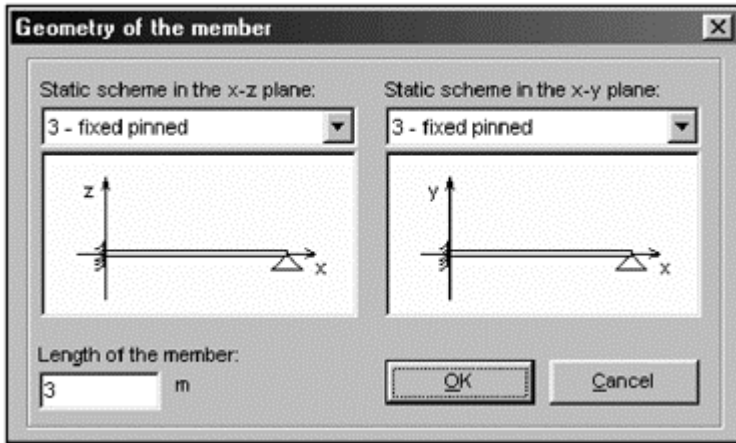 Geometry of the member
Static scheme in the x-z plane:
3 - fixed pinned
z
x
Static scheme in the x-y plane:
3 - fixed pinned
y
x
Length of the member:
3 m
OK
Cancel